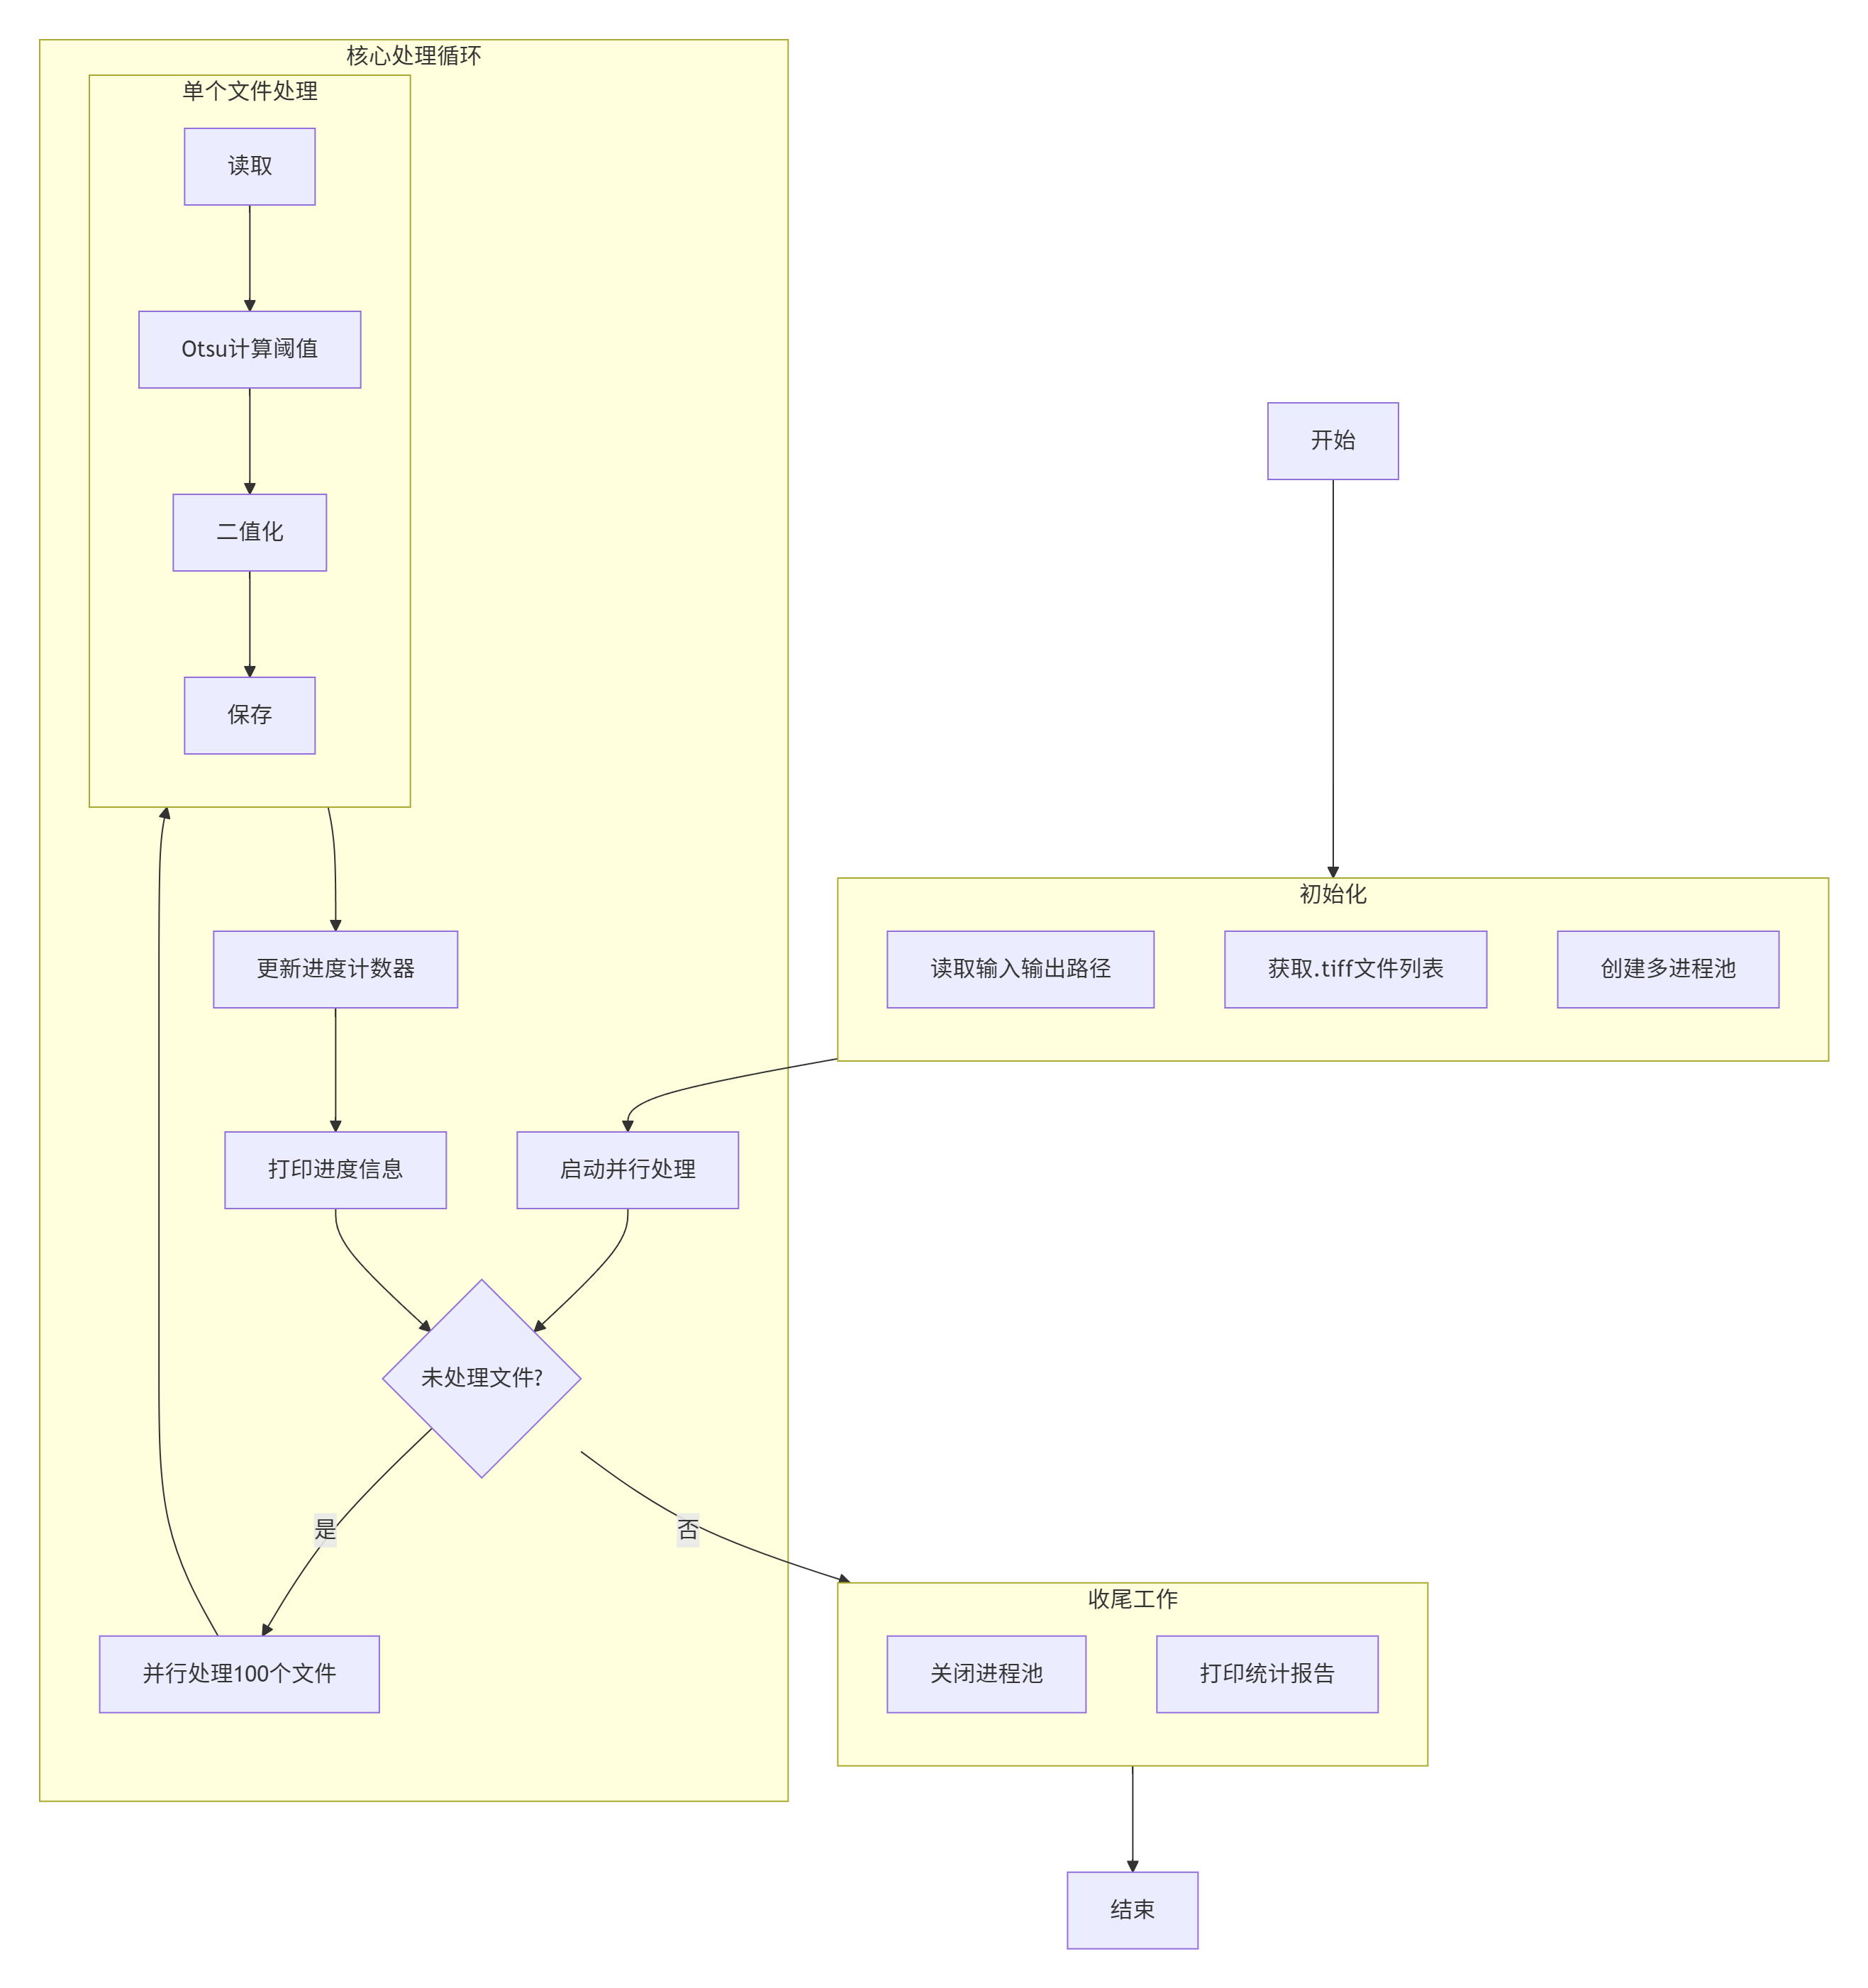 核心处理循环
单个文件处理
读取
Otsu计算阈值
二值化
保存
开始
初始化
读取输入输出路径
获取.tiff文件列表
创建多进程池
更新进度计数器
打印进度信息
启动并行处理
未处理文件?
是
否
并行处理100个文件
收尾工作
关闭进程池
打印统计报告
结束